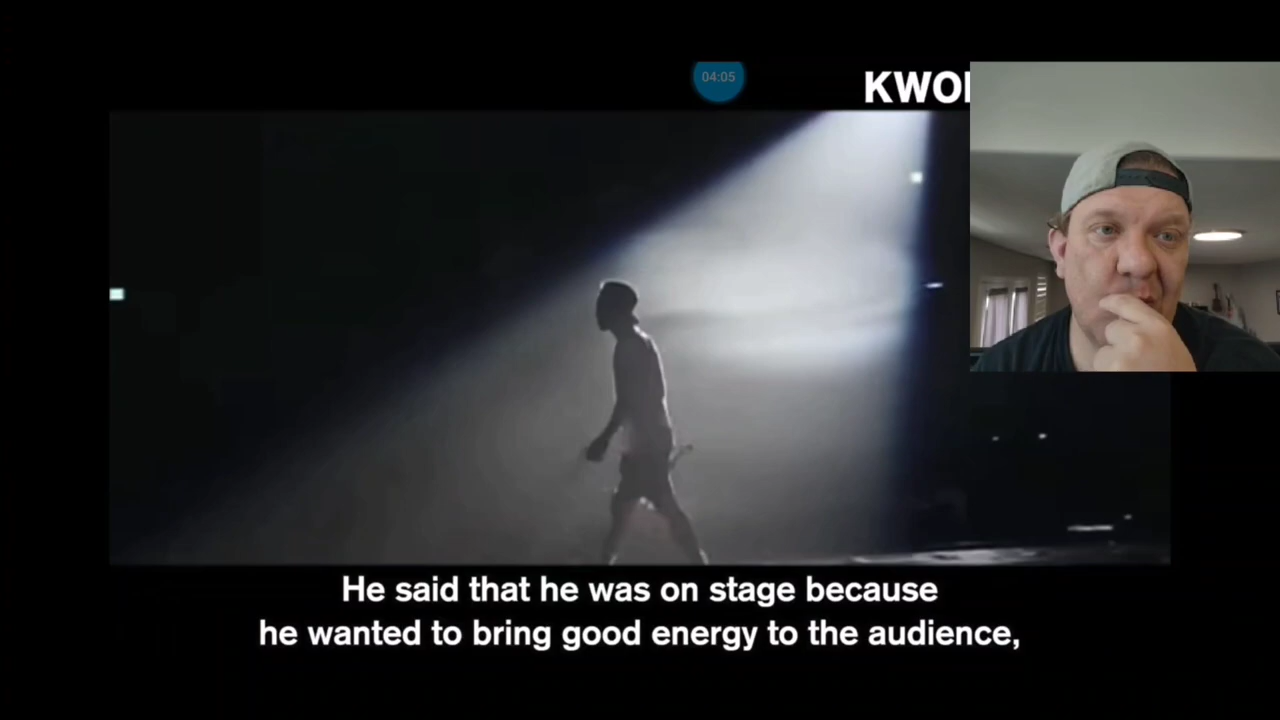 04:05
KWO
He said that he was on stage because
he wanted to bring good energy to the audience,